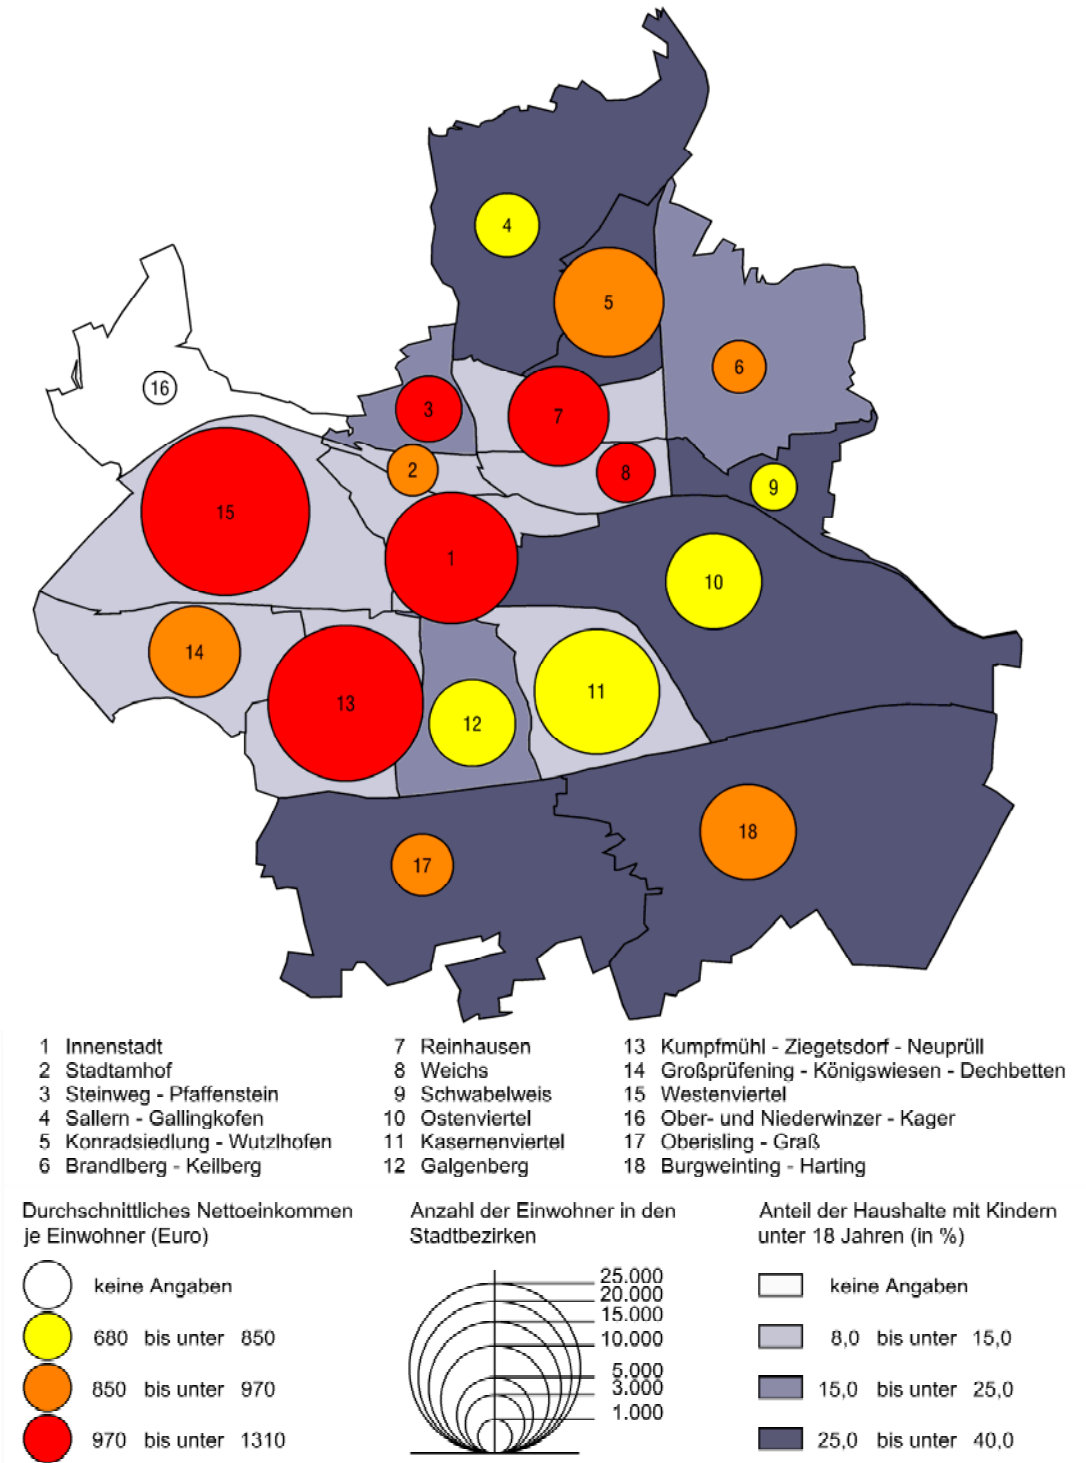 4
5
6
16
3
7
2
8
9
15
1
10
14
13
12
11
17
18
1 Innenstadt
2 Stadtamhof
3 Steinweg - Pfaffenstein
4 Sallern - Gallingkofen
5 Konradsiedlung - Wutzlhofen
6 Brandlberg - Keilberg
7 Reinhausen
8 Weichs
9 Schwabelweis
10 Ostenviertel
11 Kasernenviertel
12 Galgenberg
13 Kumpfmühl - Ziegetsdorf - Neuprüll
14 Großprüfening - Königswiesen - Dechbetten
15 Westenviertel
16 Ober- und Niederwinzer - Kager
17 Oberisling - Graß
18 Burgweinting - Harting
Durchschnittliches Nettoeinkommen
je Einwohner (Euro)
keine Angaben
680 bis unter 850
850 bis unter 970
970 bis unter 1310
Anzahl der Einwohner in den
Stadtbezirken
25.000
20.000
15.000
10.000
5.000
3.000
1.000
Anteil der Haushalte mit Kindern
unter 18 Jahren (in %)
keine Angaben
8,0 bis unter 15,0
15,0 bis unter 25,0
25,0 bis unter 40,0